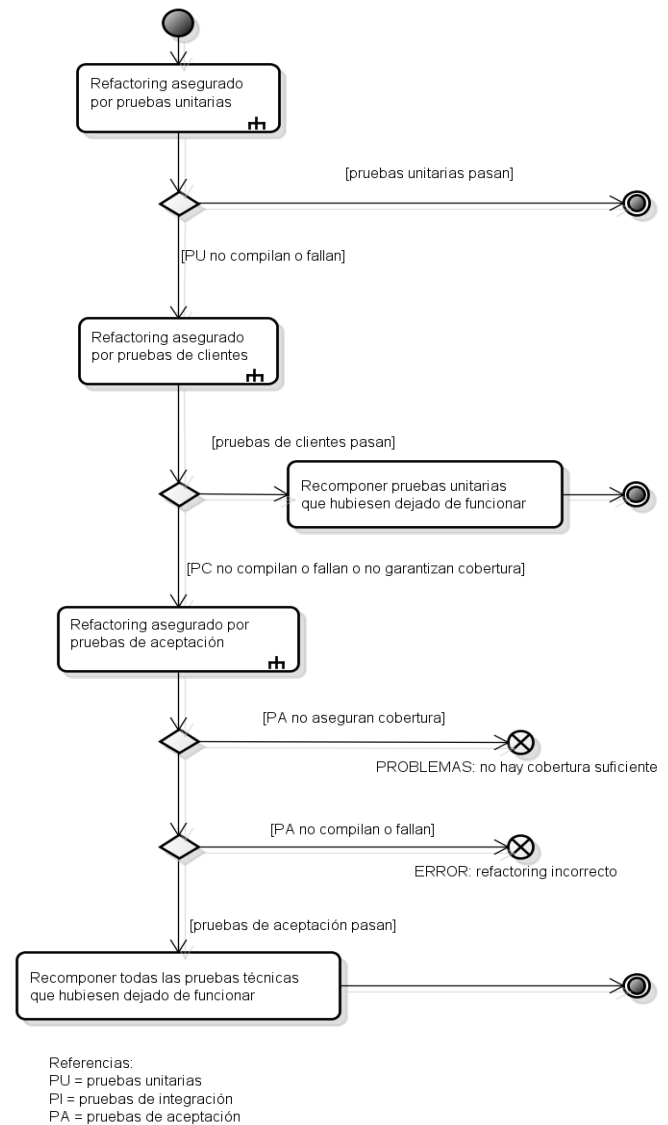 Refactoring asegurado
por pruebas unitarias
[pruebas unitarias pasan]
[PU no compilan o fallan]
Refactoring asegurado
por pruebas de clientes
[pruebas de clientes pasan]
Recomponer pruebas unitarias
que hubiesen dejado de funcionar
[PC no compilan o fallan o no garantizan cobertura]
Refactoring asegurado por
pruebas de aceptación
[PA no aseguran cobertura]
PROBLEMAS: no hay cobertura suficiente
[PA no compilan o fallan]
ERROR: refactoring incorrecto
[pruebas de aceptación pasan]
Recomponer todas las pruebas técnicas
que hubiesen dejado de funcionar
Referencias:
PU = pruebas unitarias
PI = pruebas de integración
PA = pruebas de aceptación